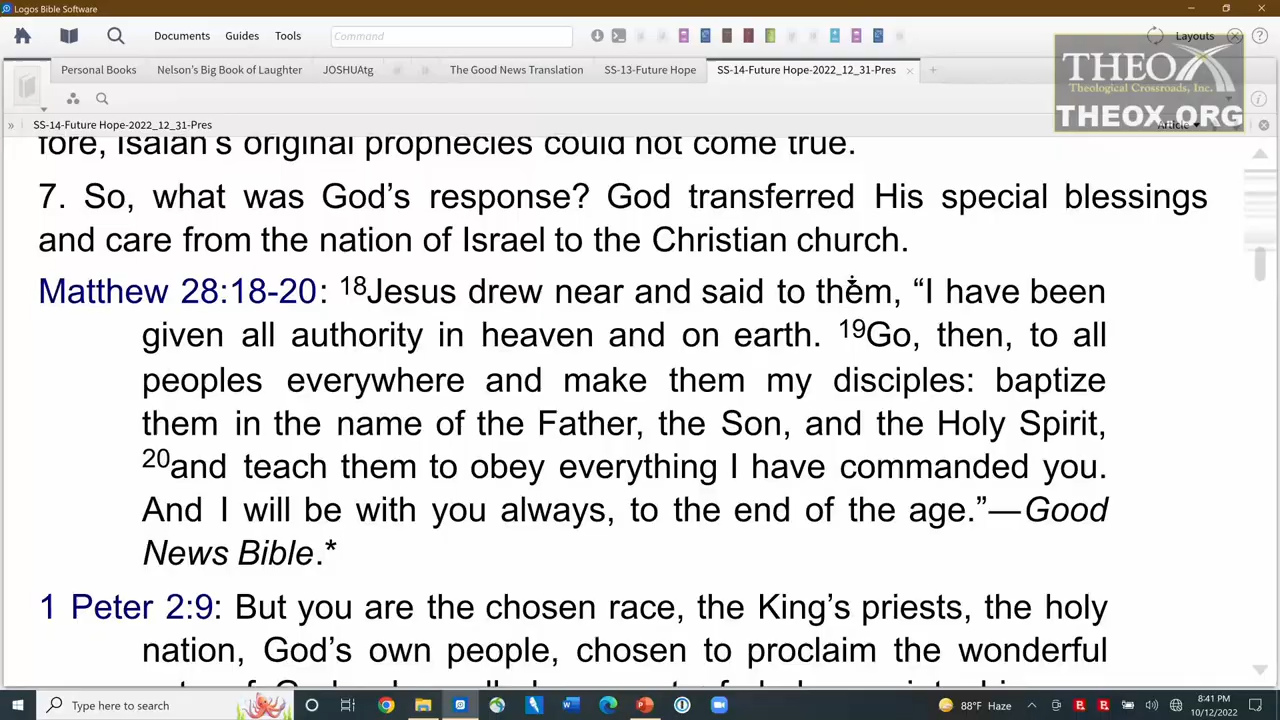 Logos Bible Software
Documents Guides Tools Command Layouts
Personal Books Nelson's Big Book of Laughter JOSHUAtg The Good News Translation SS-13-Future Hope SS-14-Future Hope-2022_12_31-Pres
THEOX
Theological Crossroads, Inc.
THEOX.ORG
SS-14-Future Hope-2022_12_31-Pres Article
fore, Isaiah's original prophecies could not come true.
7. So, what was God's response? God transferred His special blessings
and care from the nation of Israel to the Christian church.
Matthew 28:18-20: 18Jesus drew near and said to them, “I have been
given all authority in heaven and on earth. 19Go, then, to all
peoples everywhere and make them my disciples: baptize
them in the name of the Father, the Son, and the Holy Spirit,
20and teach them to obey everything I have commanded you.
And I will be with you always, to the end of the age.”—Good
News Bible.*
1 Peter 2:9: But you are the chosen race, the King's priests, the holy
nation, God's own people, chosen to proclaim the wonderful
Type here to search 88°F Haze 8:41 PM
10/12/2022